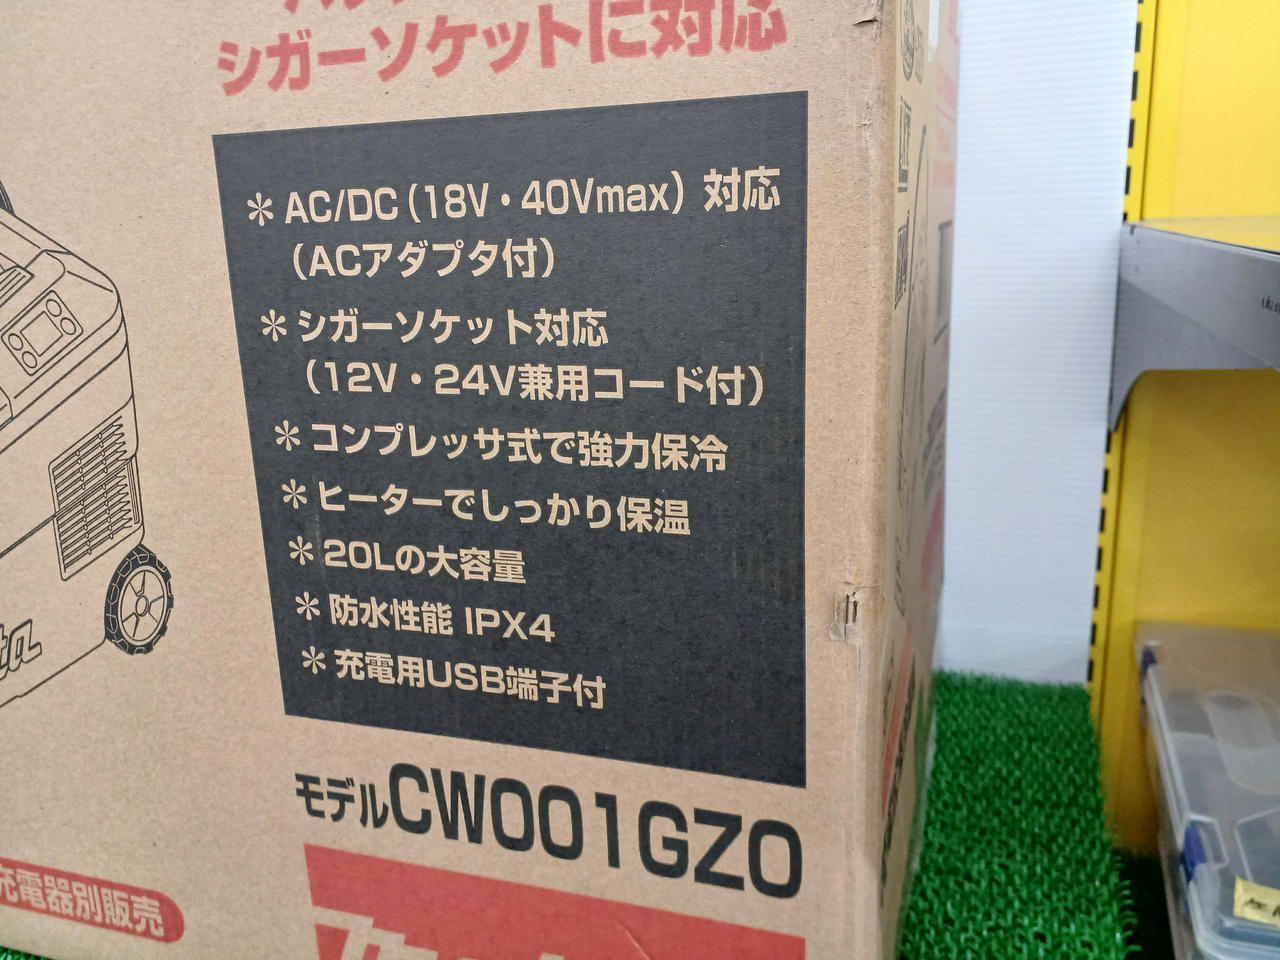 シガーソケットに対応
＊AC/DC（18V・40Vmax）対応
（ACアダプタ付）
＊シガーソケット対応
（12V・24V兼用コード付）
＊コンプレッサ式で強力保冷
＊ヒーターでしっかり保温
＊20Lの大容量
＊防水性能 IPX4
＊充電用USB端子付
モデルCW001GZO
充電器別販売